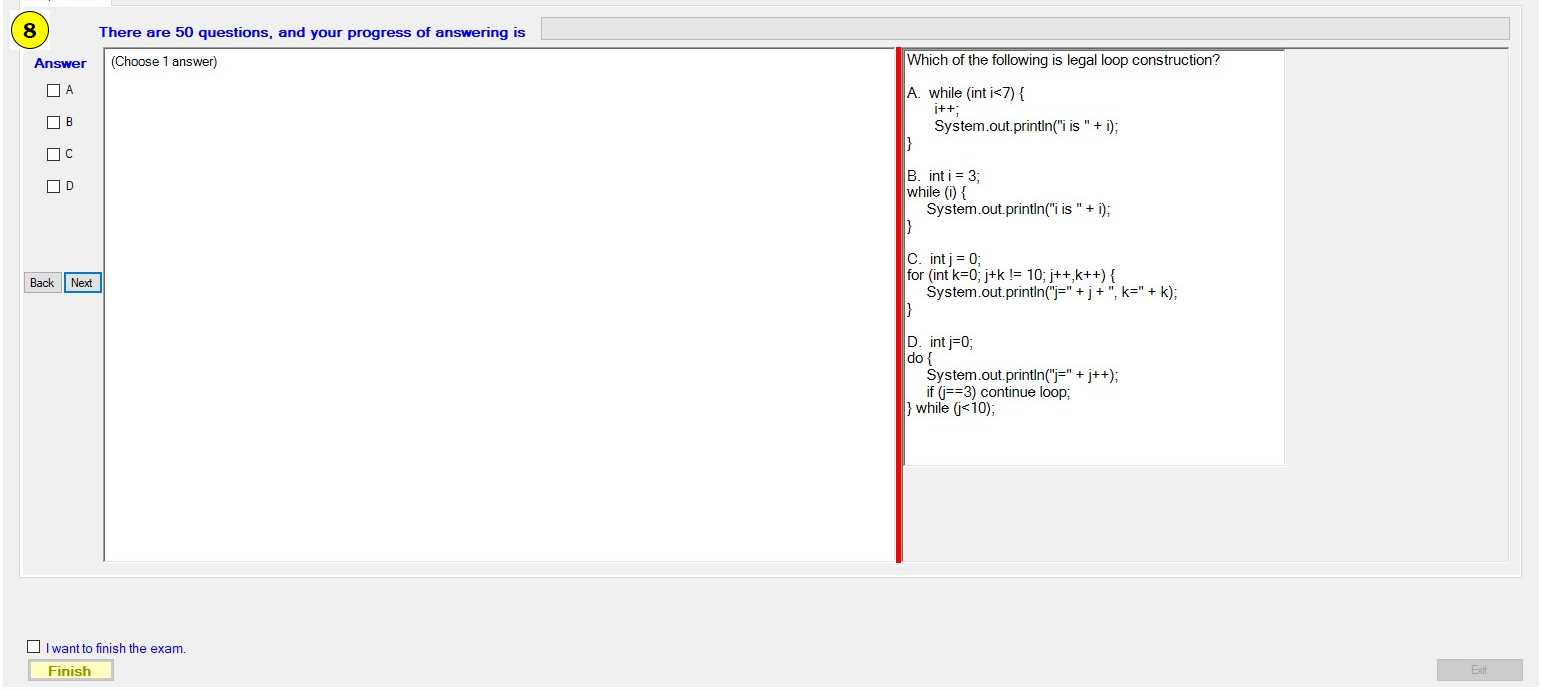 8
There are 50 questions, and your progress of answering is
Answer
(Choose 1 answer)
A
B
C
D
Back
Next
Which of the following is legal loop construction?
A.  while (int i<7) {
i++;
System.out.println("i is " + i);
}
B.  int i = 3;
while (i) {
System.out.println("i is " + i);
}
C.  int j = 0;
for (int k=0; j+k != 10; j++,k++) {
System.out.println("j=" + j + ", k=" + k);
}
D.  int j=0;
do {
System.out.println("j=" + j++);
if (j==3) continue loop;
} while (j<10);
I want to finish the exam.
Finish
Exit